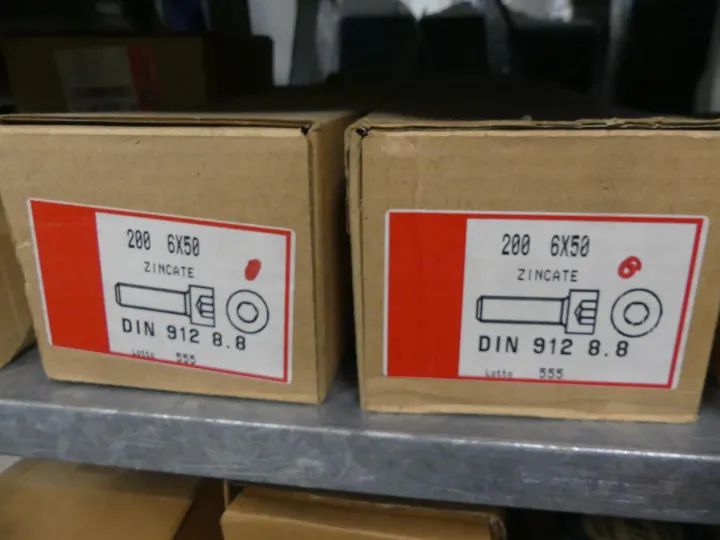 200 6X50
ZINCATE
DIN 912 8.8
Lotto 555
200 6X50
ZINCATE
6
DIN 912 8.8
Lotto 555